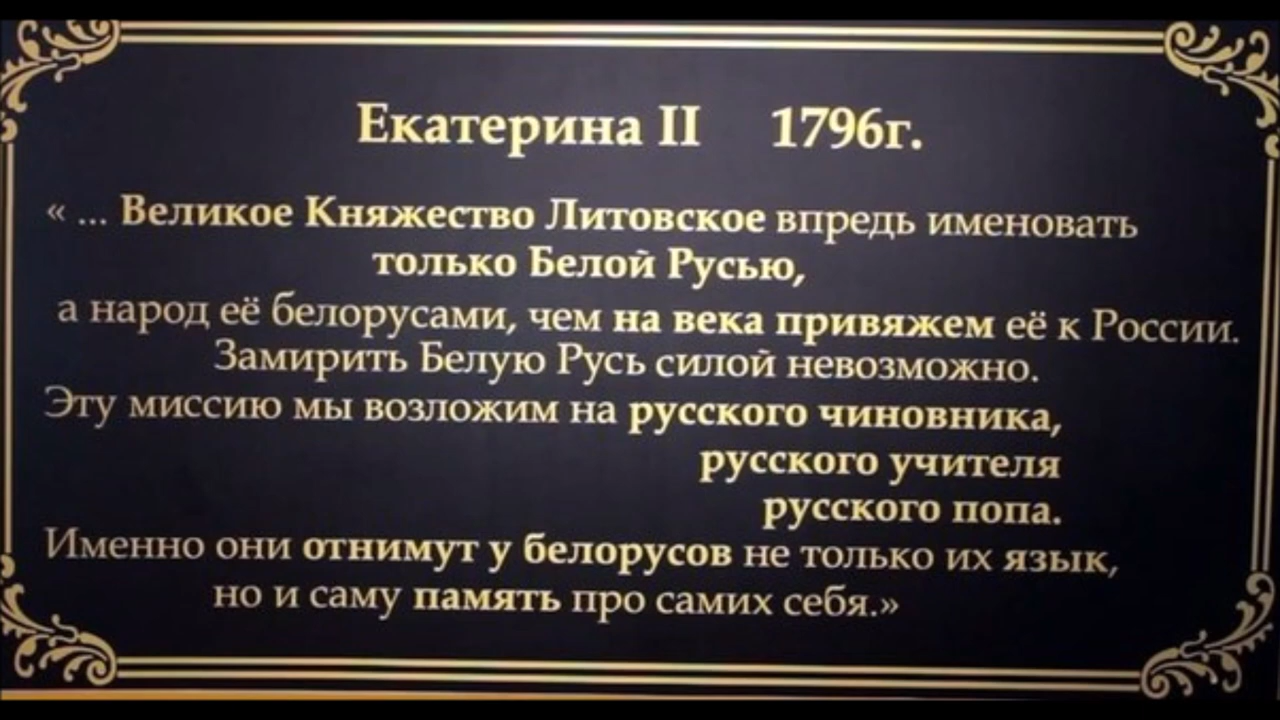 Екатерина II 1796г.
« ... Великое Княжество Литовское впредь именовать
только Белой Русью,
а народ её белорусами, чем на века привяжем её к России.
Замирить Белую Русь силой невозможно.
Эту миссию мы возложим на русского чиновника,
русского учителя
русского попа.
Именно они отнимут у белорусов не только их язык,
но и саму память про самих себя.»